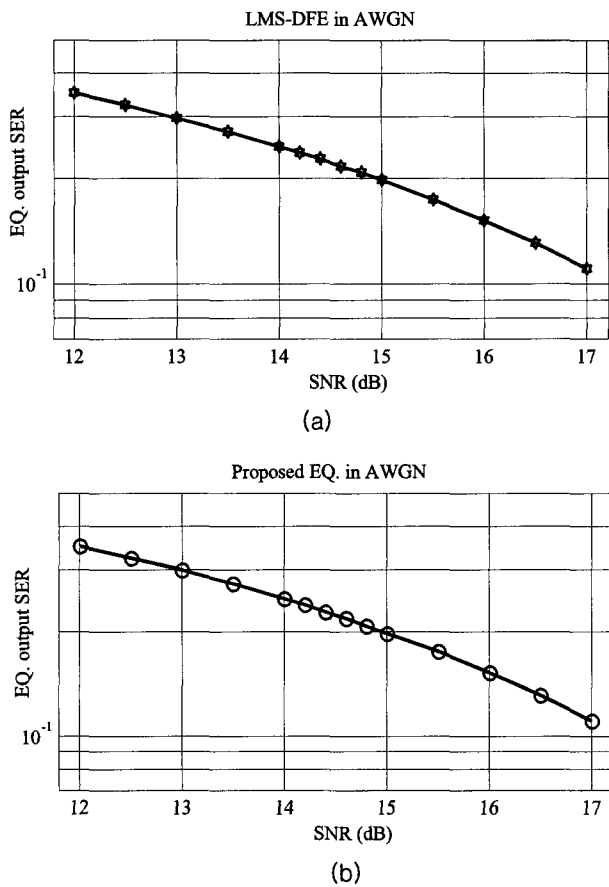 LMS-DFE in AWGN
EQ. output SER
10-1
12 13 14 15 16 17
SNR (dB)
(a)
Proposed EQ. in AWGN
EQ. output SER
10-1
12 13 14 15 16 17
SNR (dB)
(b)